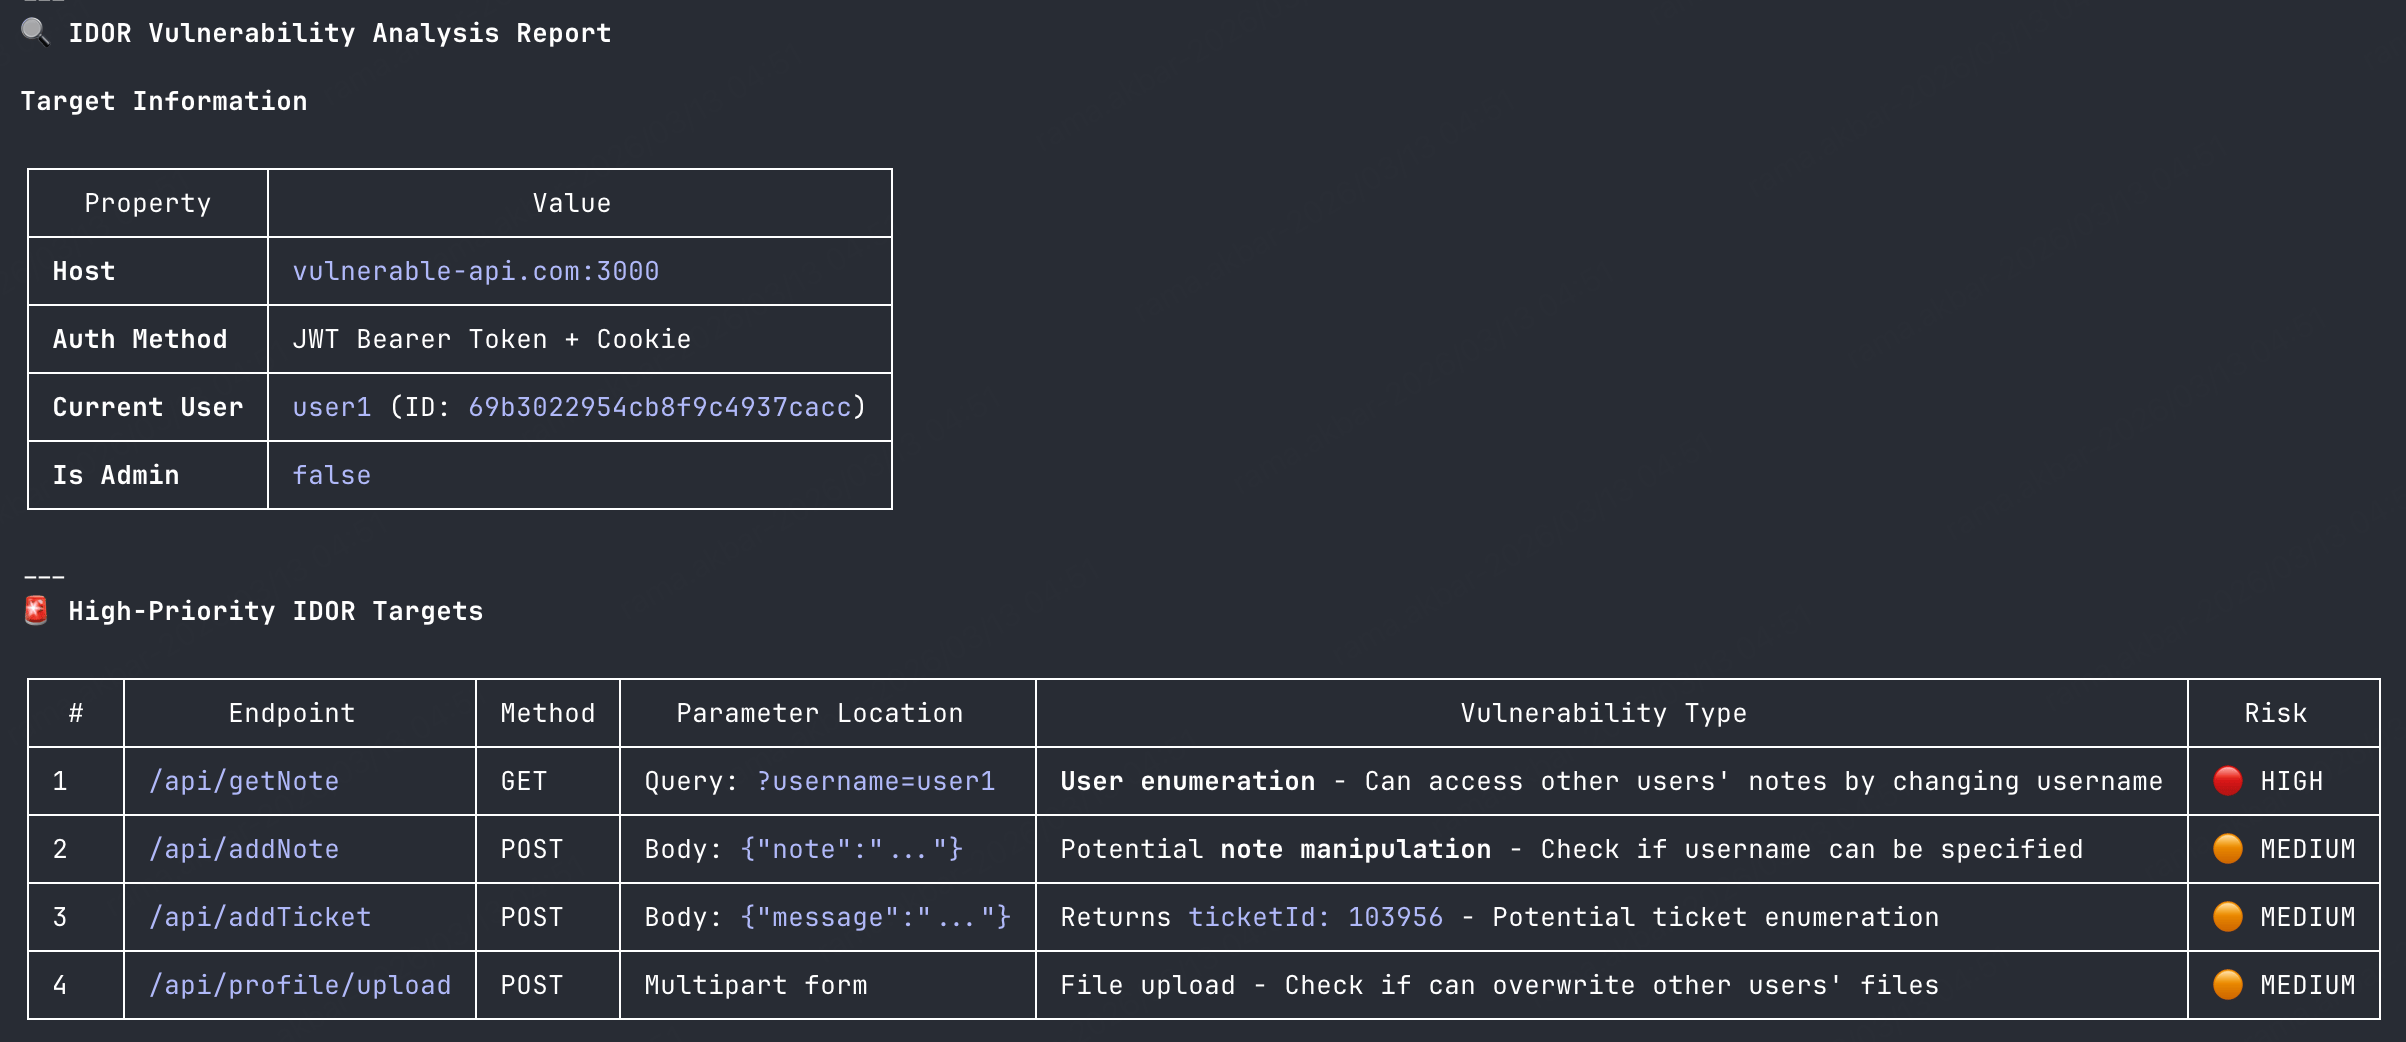 ---
🔍 IDOR Vulnerability Analysis Report
Target Information
Property Value
Host vulnerable-api.com:3000
Auth Method JWT Bearer Token + Cookie
Current User user1 (ID: 69b3022954cb8f9c4937cacc)
Is Admin false
---
🚨 High-Priority IDOR Targets
# Endpoint Method Parameter Location Vulnerability Type Risk
1 /api/getNote GET Query: ?username=user1 User enumeration - Can access other users' notes by changing username 🔴 HIGH
2 /api/addNote POST Body: {"note":"..."} Potential note manipulation - Check if username can be specified 🟠 MEDIUM
3 /api/addTicket POST Body: {"message":"..."} Returns ticketId: 103956 - Potential ticket enumeration 🟠 MEDIUM
4 /api/profile/upload POST Multipart form File upload - Check if can overwrite other users' files 🟠 MEDIUM